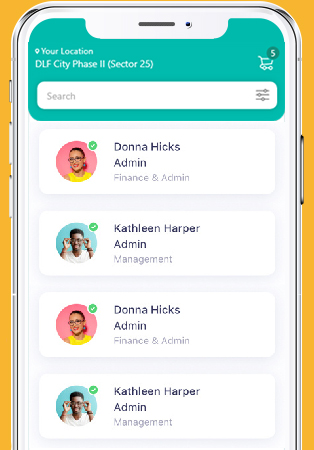 Your Location
5
DLF City Phase II (Sector 25)
Search
Donna Hicks
Admin
Finance & Admin
Kathleen Harper
Admin
Management
Donna Hicks
Admin
Finance & Admin
Kathleen Harper
Admin
Management